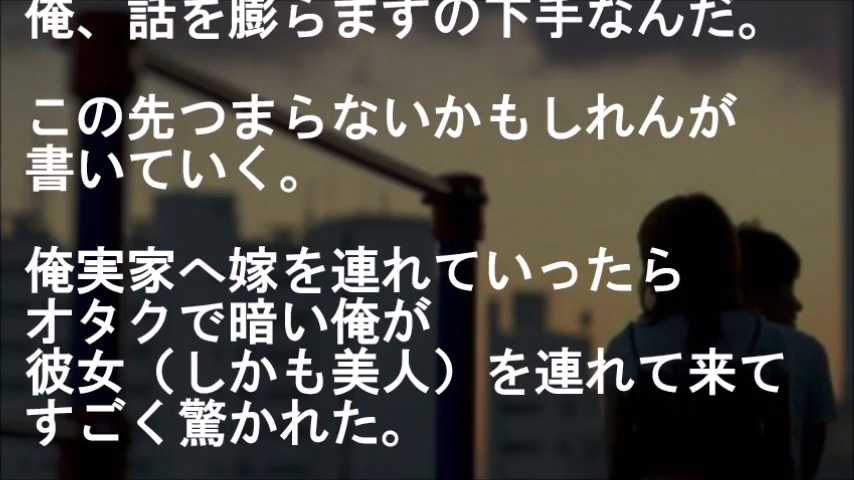 俺、話を膨らますの下手なんだ。
この先つまらないかもしれんが
書いていく。
俺実家へ嫁を連れていったら
オタクで暗い俺が
彼女（しかも美人）を連れて来て
すごく驚かれた。